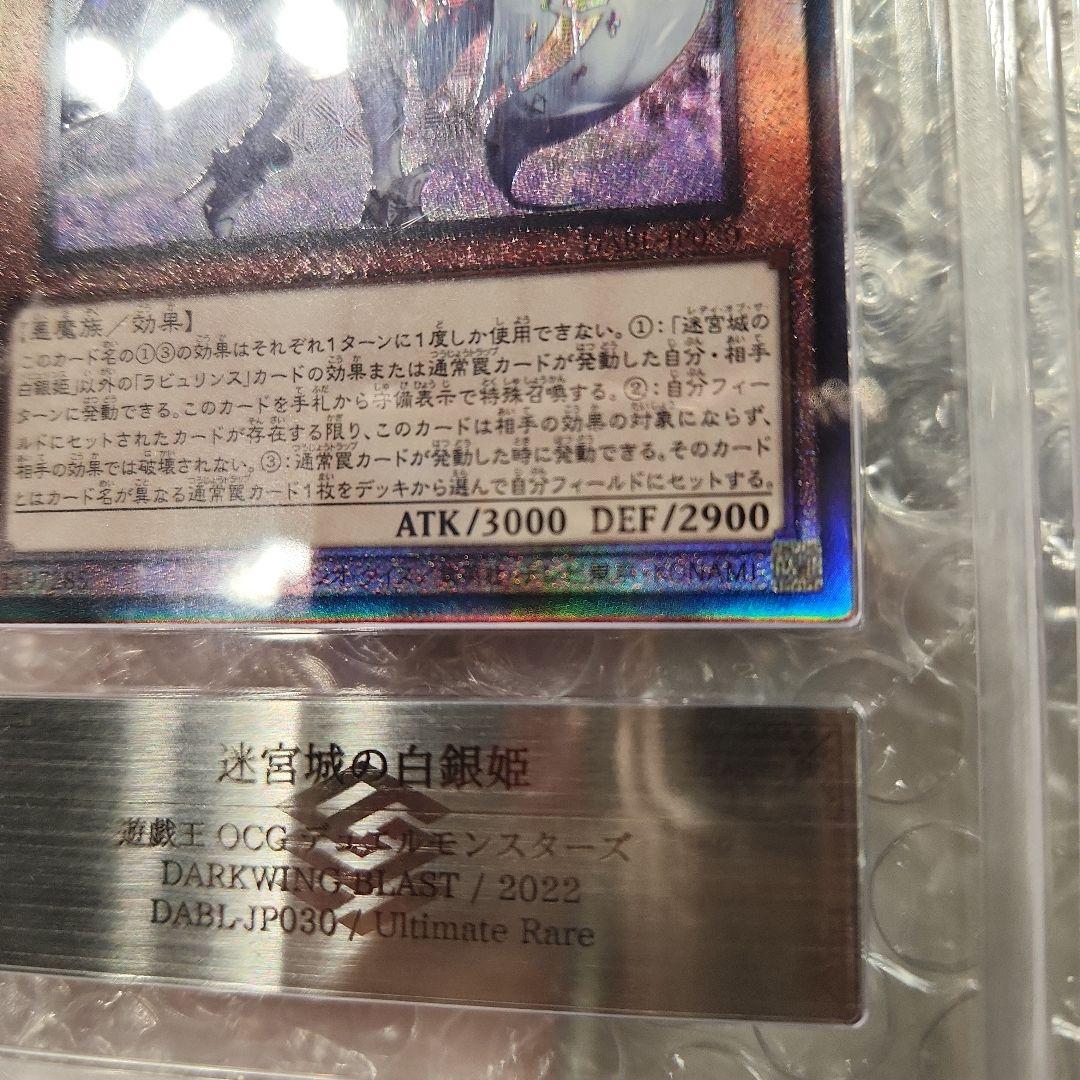 DABL-JP030
【悪魔族／効果】
このカード名の①③の効果はそれぞれ1ターンに1度しか使用できない。①：「迷宮城の
白銀姫」以外の「ラビュリンス」カードの効果または通常罠カードが発動した自分・相手
ターンに発動できる。このカードを手札から守備表示で特殊召喚する。②：自分フィー
ルドにセットされたカードが存在する限り、このカードは相手の効果の対象にならず、
相手の効果では破壊されない。③：通常罠カードが発動した時に発動できる。そのカード
とはカード名が異なる通常罠カード1枚をデッキから選んで自分フィールドにセットする。
ATK/3000 DEF/2900
KONAMI
迷宮城の白銀姫
遊戯王 OCG デュエルモンスターズ
DARKWING BLAST / 2022
DABL-JP030 / Ultimate Rare